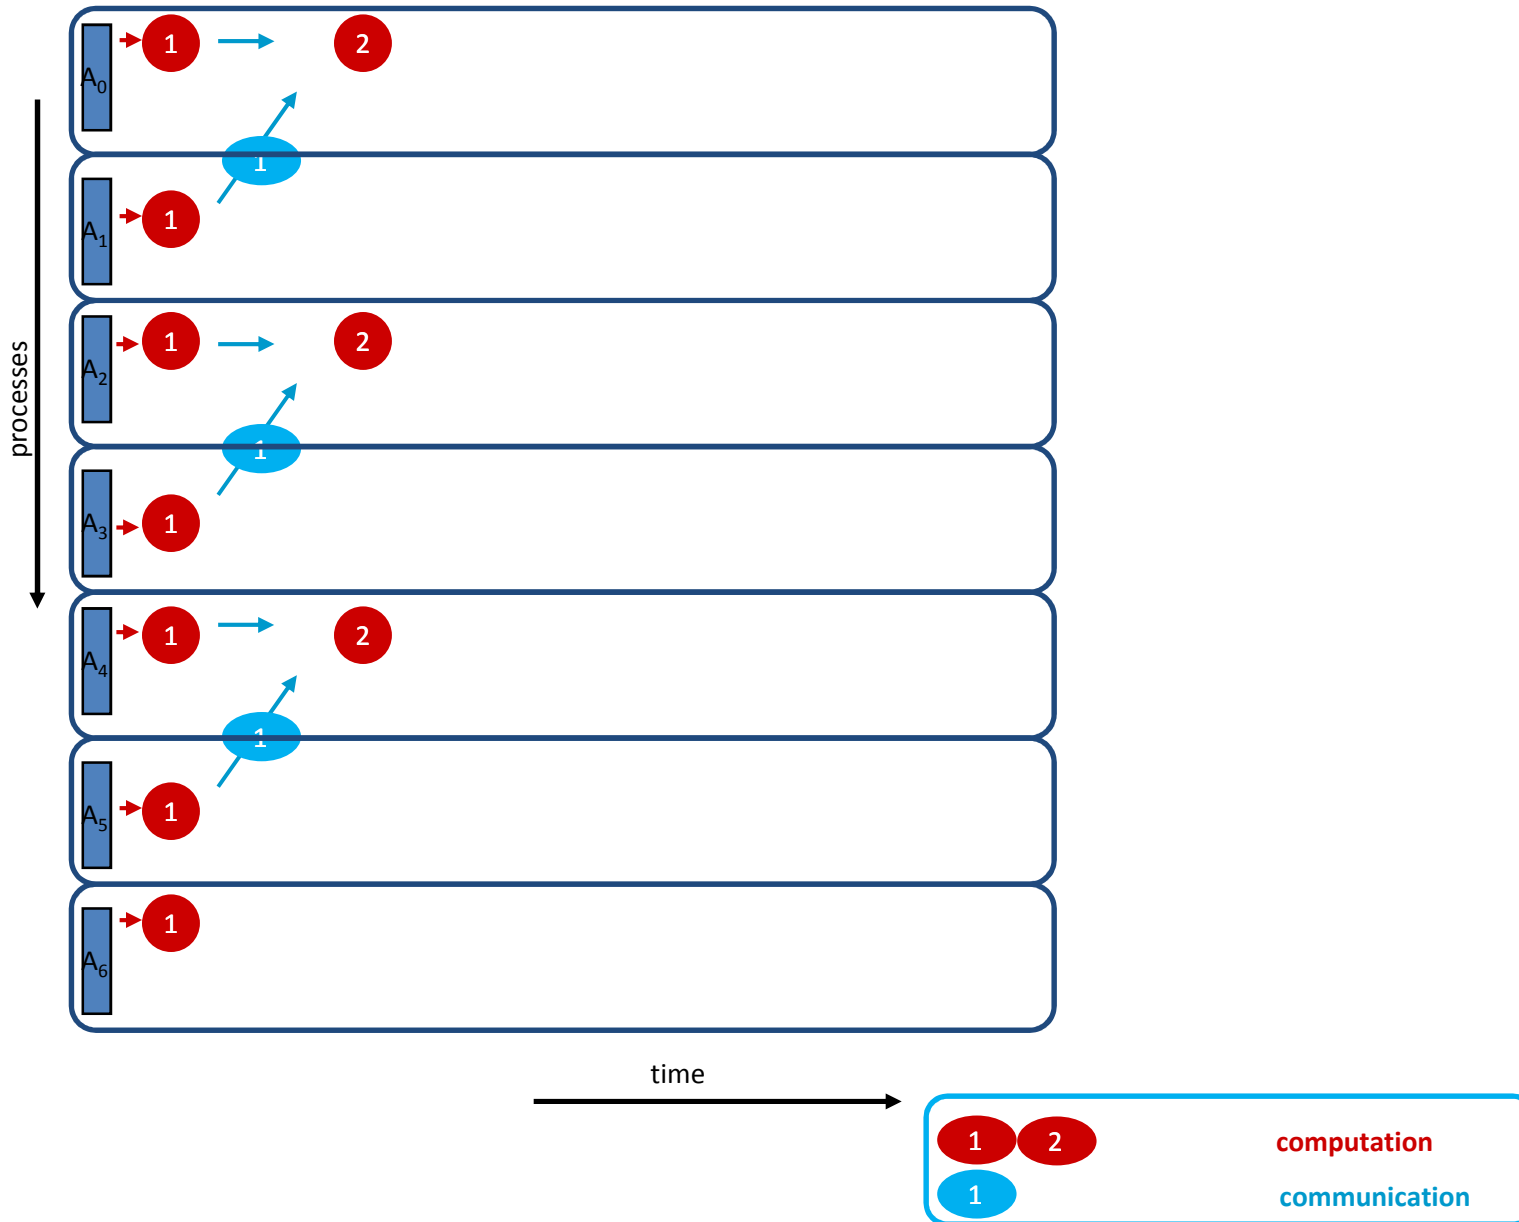 A0 1 2
1
A1 1
A2 1 2
1
A3 1
A4 1 2
1
A5 1
A6 1
processes
time
1 2 computation
1 communication